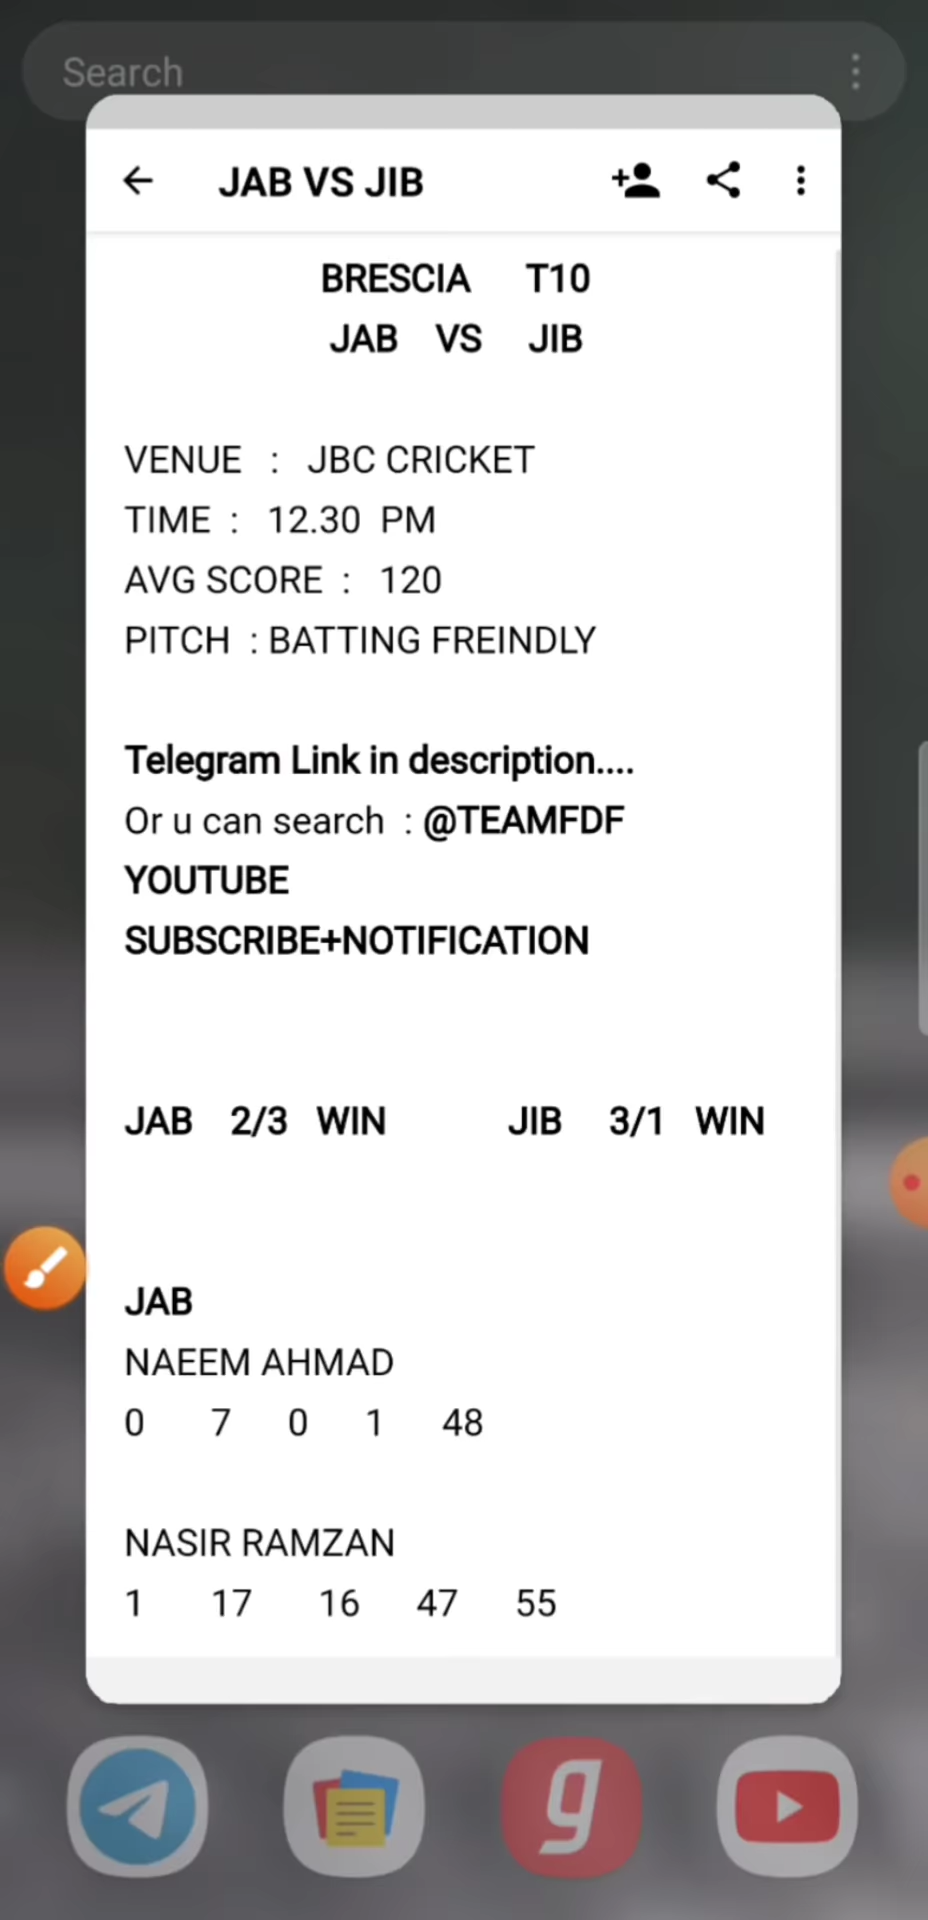 Search
JAB VS JIB
BRESCIA T10
JAB VS JIB
VENUE : JBC CRICKET
TIME : 12.30 PM
AVG SCORE : 120
PITCH : BATTING FREINDLY
Telegram Link in description....
Or u can search : @TEAMFDF
YOUTUBE
SUBSCRIBE+NOTIFICATION
JAB 2/3 WIN JIB 3/1 WIN
JAB
NAEEM AHMAD
0 7 0 1 48
NASIR RAMZAN
1 17 16 47 55
g